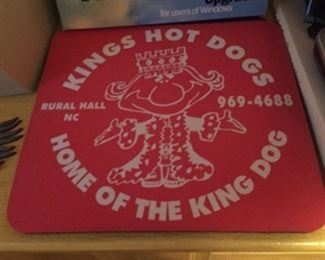 for users of Windows
KINGS HOT DOGS
RURAL HALL
NC
969-4688
HOME OF THE KING DOG